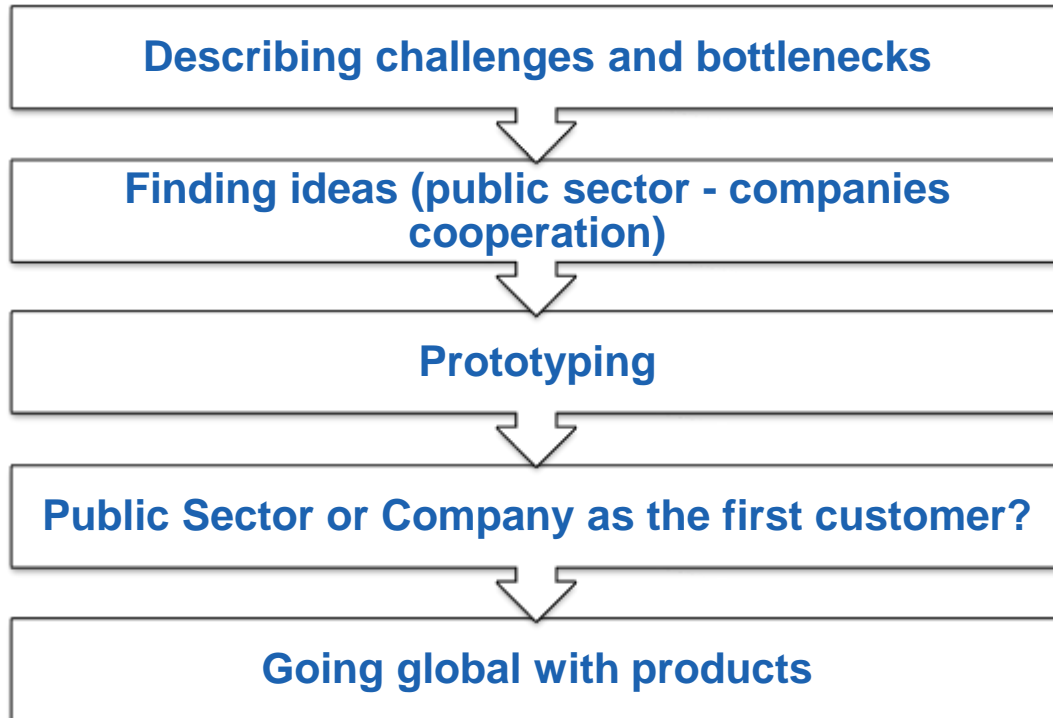 Describing challenges and bottlenecks
Finding ideas (public sector - companies
cooperation)
Prototyping
Public Sector or Company as the first customer?
Going global with products